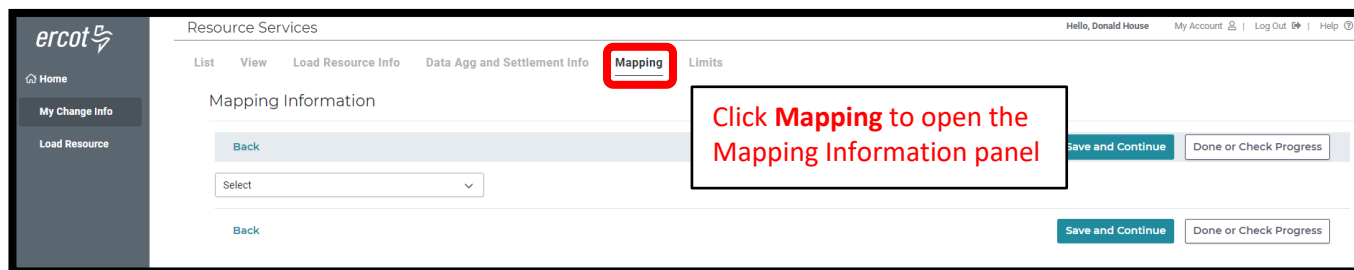 ercot
Resource Services
Hello, Donald House My Account | Log Out | Help
List View Load Resource Info Data Agg and Settlement Info Mapping Limits
Home
Mapping Information
My Change Info
Click Mapping to open the
Mapping Information panel
Load Resource
Back
Save and Continue Done or Check Progress
Select
Back
Save and Continue Done or Check Progress